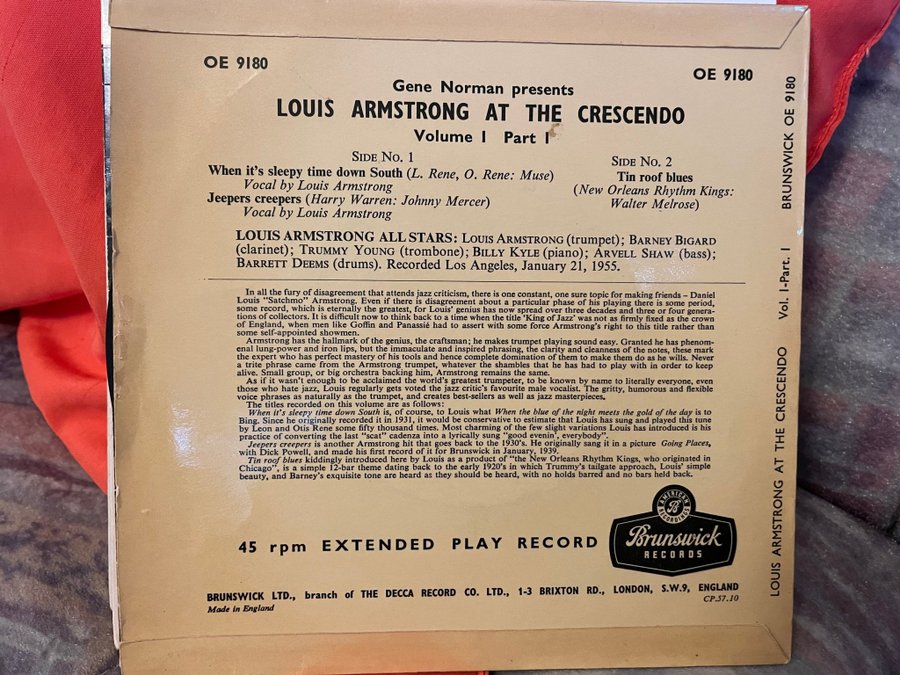 OE 9180
OE 9180
Gene Norman presents
LOUIS ARMSTRONG AT THE CRESCENDO
Volume 1 Part 1
SIDE No. 1
When it's sleepy time down South (L. Rene, O. Rene: Muse)
Vocal by Louis Armstrong
Jeepers creepers (Harry Warren: Johnny Mercer)
Vocal by Louis Armstrong
SIDE No. 2
Tin roof blues
(New Orleans Rhythm Kings:
Walter Melrose)
LOUIS ARMSTRONG ALL STARS: LOUIS ARMSTRONG (trumpet); BARNEY BIGARD
(clarinet); TRUMMY YOUNG (trombone); BILLY KYLE (piano); ARVELL SHAW (bass);
BARRETT DEEMS (drums). Recorded Los Angeles, January 21, 1955.
In all the fury of disagreement that attends jazz criticism, there is one constant, one sure topic for making friends – Daniel
Louis "Satchmo" Armstrong. Even if there is disagreement about a particular phase of his playing there is some period,
some record, which is eternally the greatest, for Louis' genius has now spread over three decades and three or four genera-
tions of collectors. It is difficult now to think back to a time when the title 'King of Jazz' was not as firmly fixed as the crown
of England, when men like Goffin and Panassié had to assert with some force Armstrong's right to this title rather than
some self-appointed showmen.
Armstrong has the hallmark of the genius, the craftsman; he makes trumpet playing sound easy. Granted he has phenom-
enal lung-power and iron lips, but the immaculate and inspired phrasing, the clarity and cleanness of the notes, these mark
the expert who has perfect mastery of his tools and hence complete domination of them to make them do as he wills. Never
a trite phrase came from the Armstrong trumpet, whatever the shambles that he has had to play with in order to keep
alive. Small group, or big orchestra backing him, Armstrong remains the same.
As if it wasn't enough to be acclaimed the world's greatest trumpeter, to be known by name to literally everyone, even
those who hate jazz, Louis regularly gets voted the jazz critic's favourite male vocalist. The gritty, humorous and flexible
voice phrases as naturally as the trumpet, and creates best-sellers as well as jazz masterpieces.
The titles recorded on this volume are as follows:
When it's sleepy time down South is, of course, to Louis what When the blue of the night meets the gold of the day is to
Bing. Since he originally recorded it in 1931, it would be conservative to estimate that Louis has sung and played this tune
by Leon and Otis Rene some fifty thousand times. Most charming of the few slight variations Louis has introduced is his
practice of converting the last "scat" cadenza into a lyrically sung "good evenin', everybody".
Jeepers creepers is another Armstrong hit that goes back to the 1930's. He originally sang it in a picture Going Places,
with Dick Powell, and made his first record of it for Brunswick in January, 1939.
Tin roof blues kiddingly introduced here by Louis as a product of "the New Orleans Rhythm Kings, who originated in
Chicago", is a simple 12-bar theme dating back to the early 1920's in which Trummy's tailgate approach, Louis' simple
beauty, and Barney's exquisite tone are heard as they should be heard, with no holds barred and no bars held back.
45 rpm EXTENDED PLAY RECORD
AMERICAN
B
RECORDINGS
Brunswick
RECORDS
BRUNSWICK LTD., branch of THE DECCA RECORD CO. LTD., 1-3 BRIXTON RD., LONDON, S.W.9, ENGLAND
Made in England
CP.57.10
LOUIS ARMSTRONG AT THE CRESCENDO Vol. 1-Part. 1 BRUNSWICK OE 9180